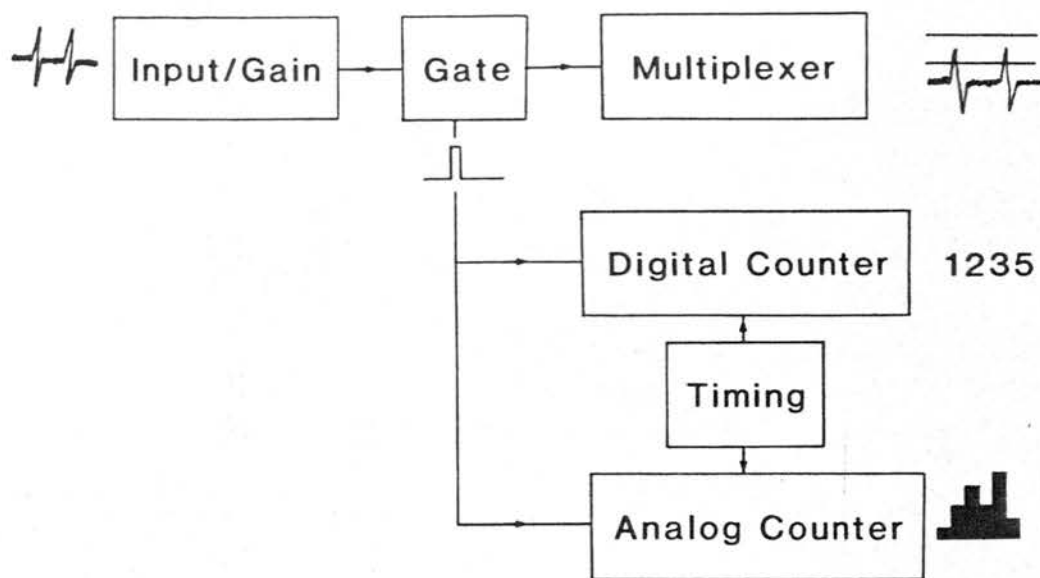 Input/Gain
Gate
Multiplexer
Digital Counter
1235
Timing
Analog Counter